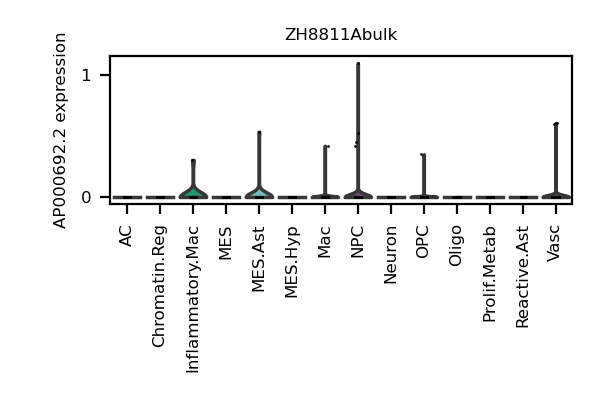 ZH8811Abulk
AP000692.2 expression
1
0
AC
Chromatin.Reg
Inflammatory.Mac
MES
MES.Ast
MES.Hyp
Mac
NPC
Neuron
OPC
Oligo
Prolif.Metab
Reactive.Ast
Vasc